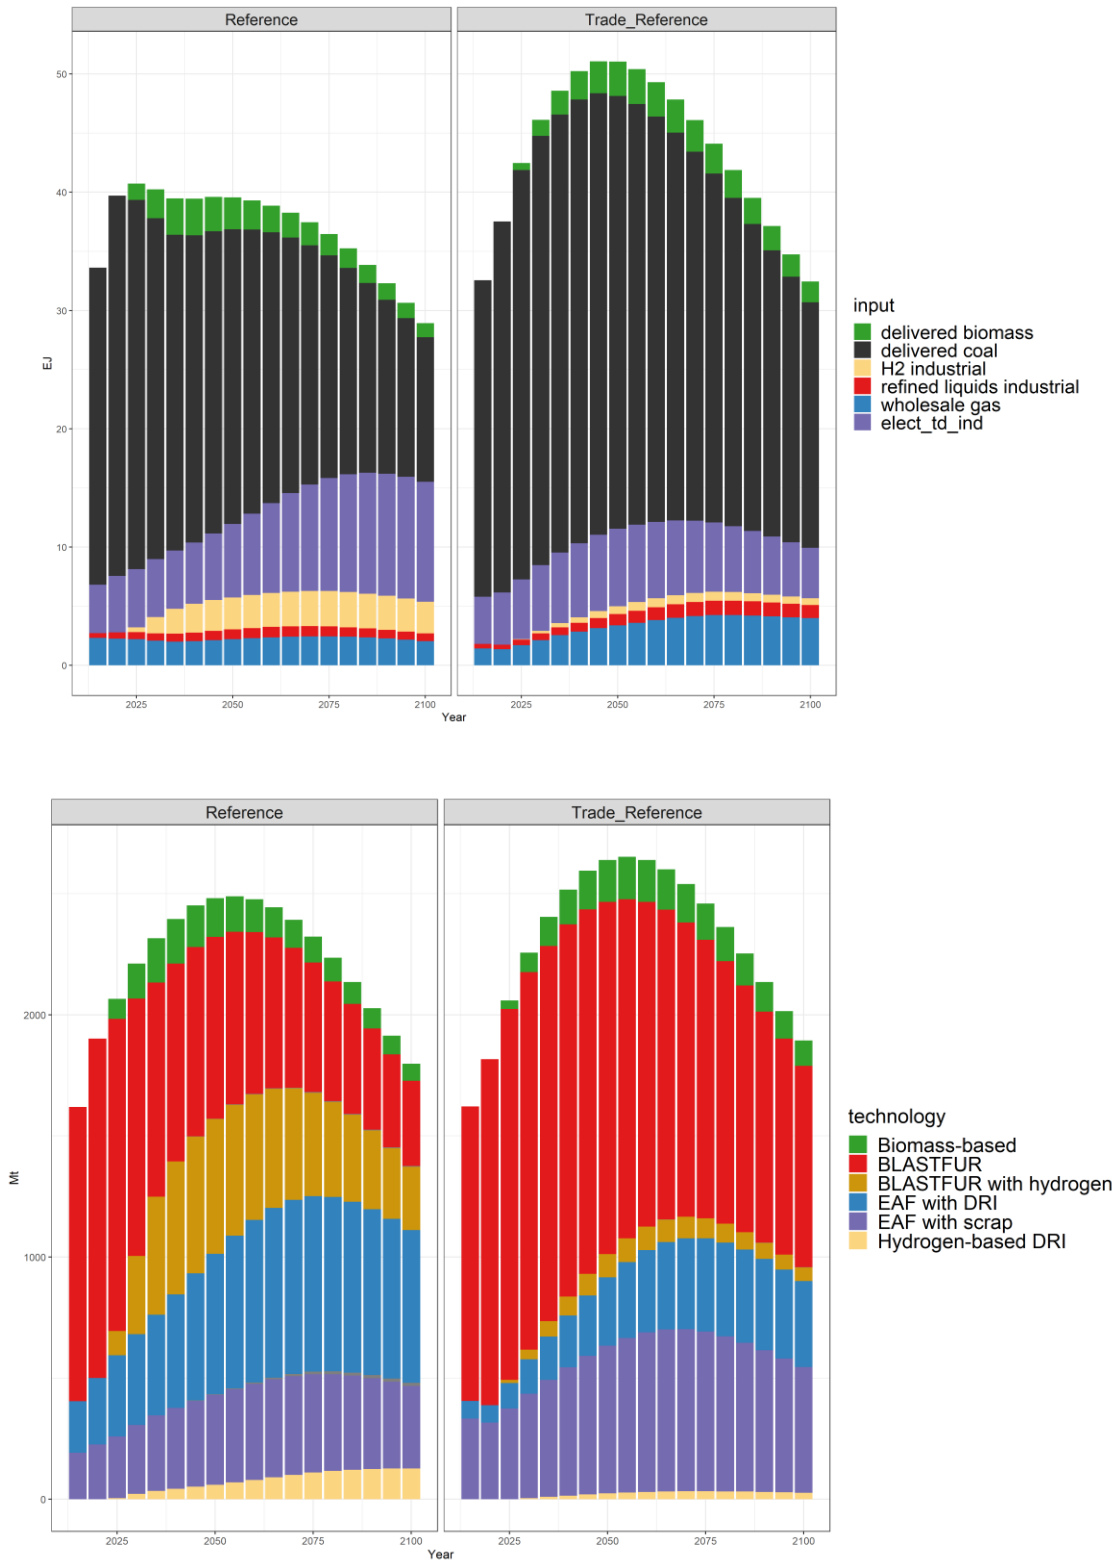 Reference
Trade_Reference
50
40
30
20
10
0
EJ
2025
2050
2075
2100
2025
2050
2075
2100
Year
input
delivered biomass
delivered coal
H2 industrial
refined liquids industrial
wholesale gas
elect_td_ind
Reference
Trade_Reference
2000
1000
0
Mt
2025
2050
2075
2100
2025
2050
2075
2100
Year
technology
Biomass-based
BLASTFUR
BLASTFUR with hydrogen
EAF with DRI
EAF with scrap
Hydrogen-based DRI